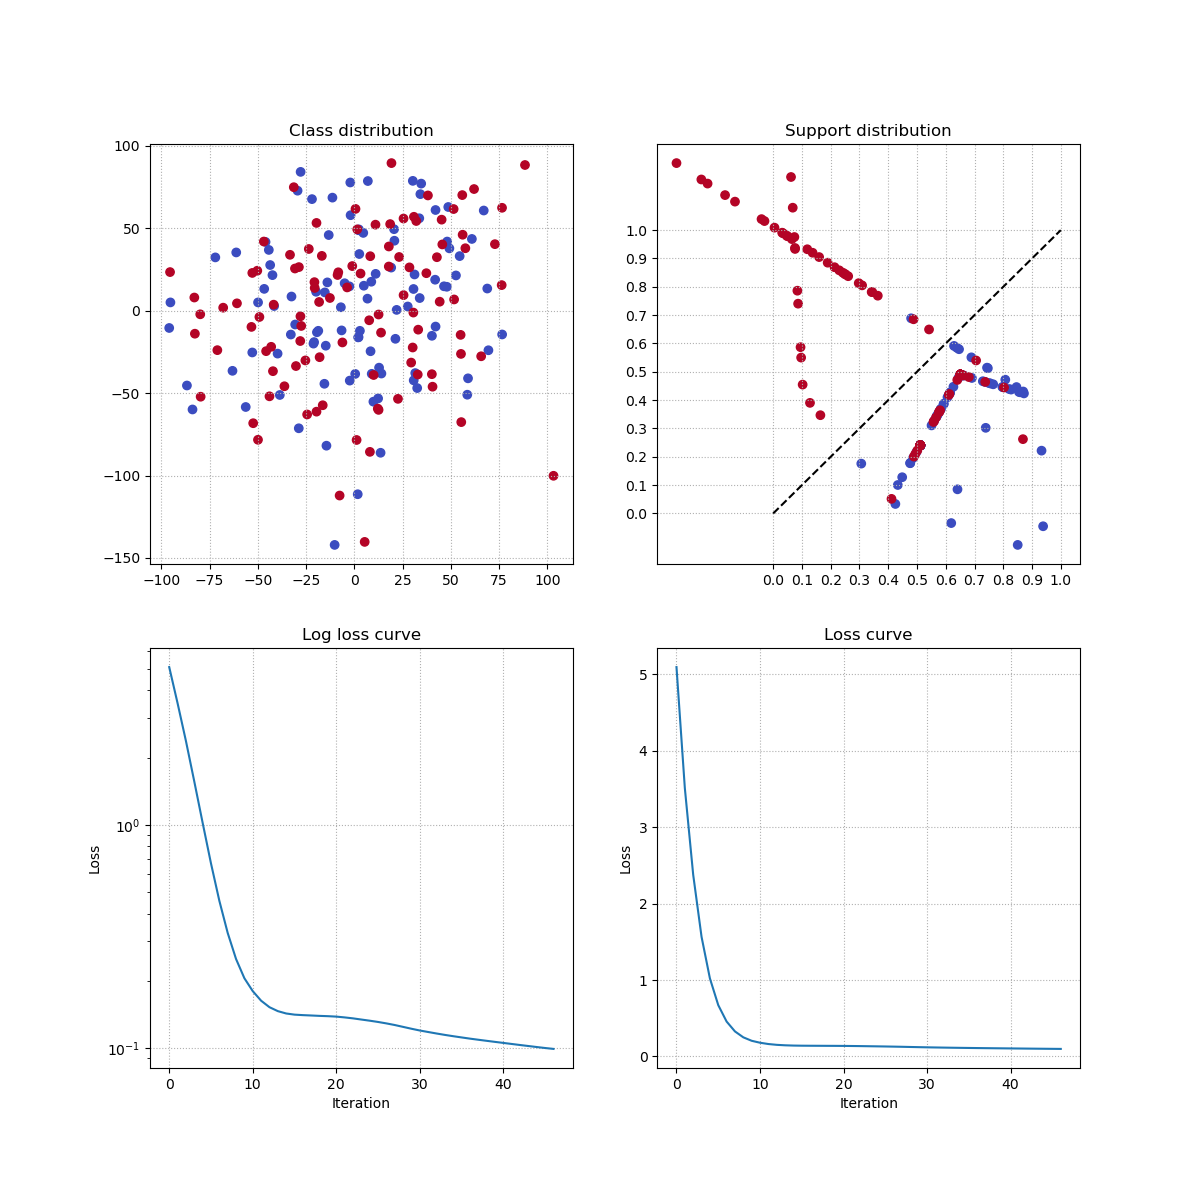 Class distribution
100
50
0
−50
−100
−150
−100 −75 −50 −25 0 25 50 75 100
Support distribution
1.0
0.9
0.8
0.7
0.6
0.5
0.4
0.3
0.2
0.1
0.0
0.0 0.1 0.2 0.3 0.4 0.5 0.6 0.7 0.8 0.9 1.0
Log loss curve
Loss
10⁰
10⁻¹
0 10 20 30 40
Iteration
Loss curve
Loss
5
4
3
2
1
0
0 10 20 30 40
Iteration